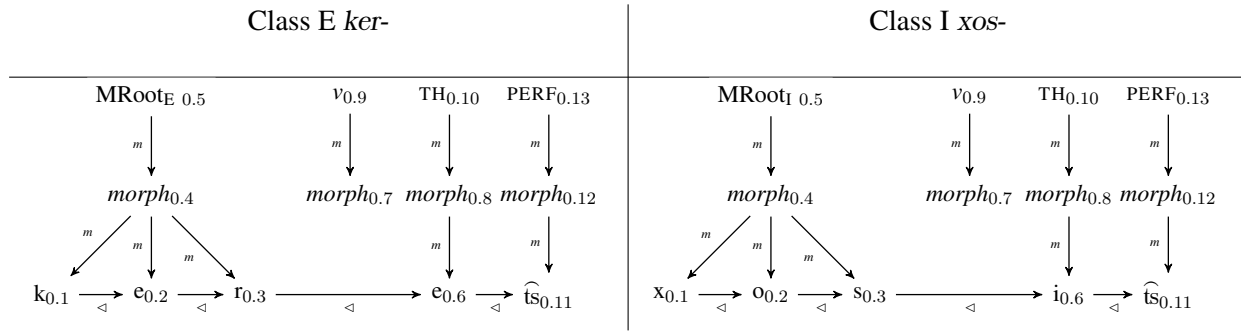 Class E ker- Class I xos-
MRoot_E 0.5 v_0.9 TH_0.10 PERF_0.13 MRoot_I 0.5 v_0.9 TH_0.10 PERF_0.13
m m m m m m m m
morph_0.4 morph_0.7 morph_0.8 morph_0.12 morph_0.4 morph_0.7 morph_0.8 morph_0.12
m m m m m m m m m m
k_0.1 e_0.2 r_0.3 e_0.6 t͡s_0.11 x_0.1 o_0.2 s_0.3 i_0.6 t͡s_0.11
◁ ◁ ◁ ◁ ◁ ◁ ◁ ◁